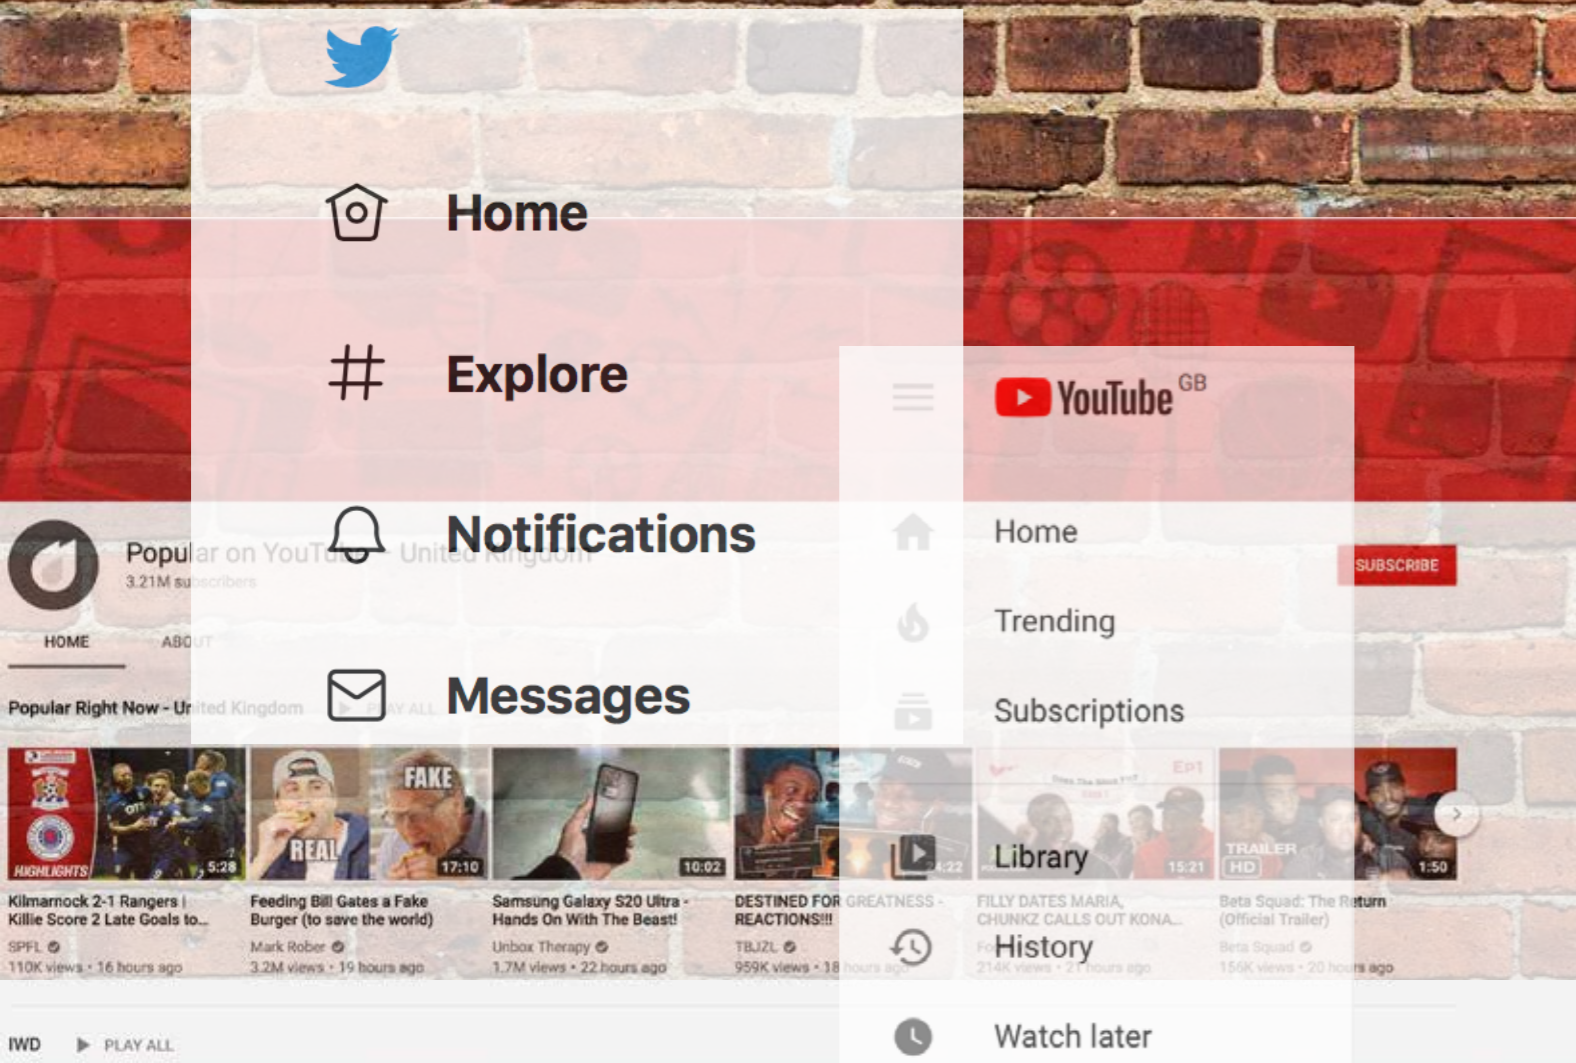 Home
Explore
Notifications
Messages
YouTube GB
Home
Trending
Subscriptions
Library
History
Watch later
Popular on YouTube - United Kingdom
3.21M subscribers
SUBSCRIBE
HOME ABOUT
Popular Right Now - United Kingdom PLAY ALL
HIGHLIGHTS
5:28
REAL
FAKE
17:10
10:02
24:22
EP1
15:21
TRAILER
HD
1:50
Kilmarnock 2-1 Rangers |
Killie Score 2 Late Goals to...
SPFL
110K views • 16 hours ago
Feeding Bill Gates a Fake
Burger (to save the world)
Mark Rober
3.2M views • 19 hours ago
Samsung Galaxy S20 Ultra -
Hands On With The Beast!
Unbox Therapy
1.7M views • 22 hours ago
DESTINED FOR GREATNESS -
REACTIONS!!!
TBJZL
959K views • 18 hours ago
FILLY DATES MARIA,
CHUNKZ CALLS OUT KONA...
214K views • 21 hours ago
Beta Squad: The Return
(Official Trailer)
Beta Squad
156K views • 20 hours ago
IWD PLAY ALL